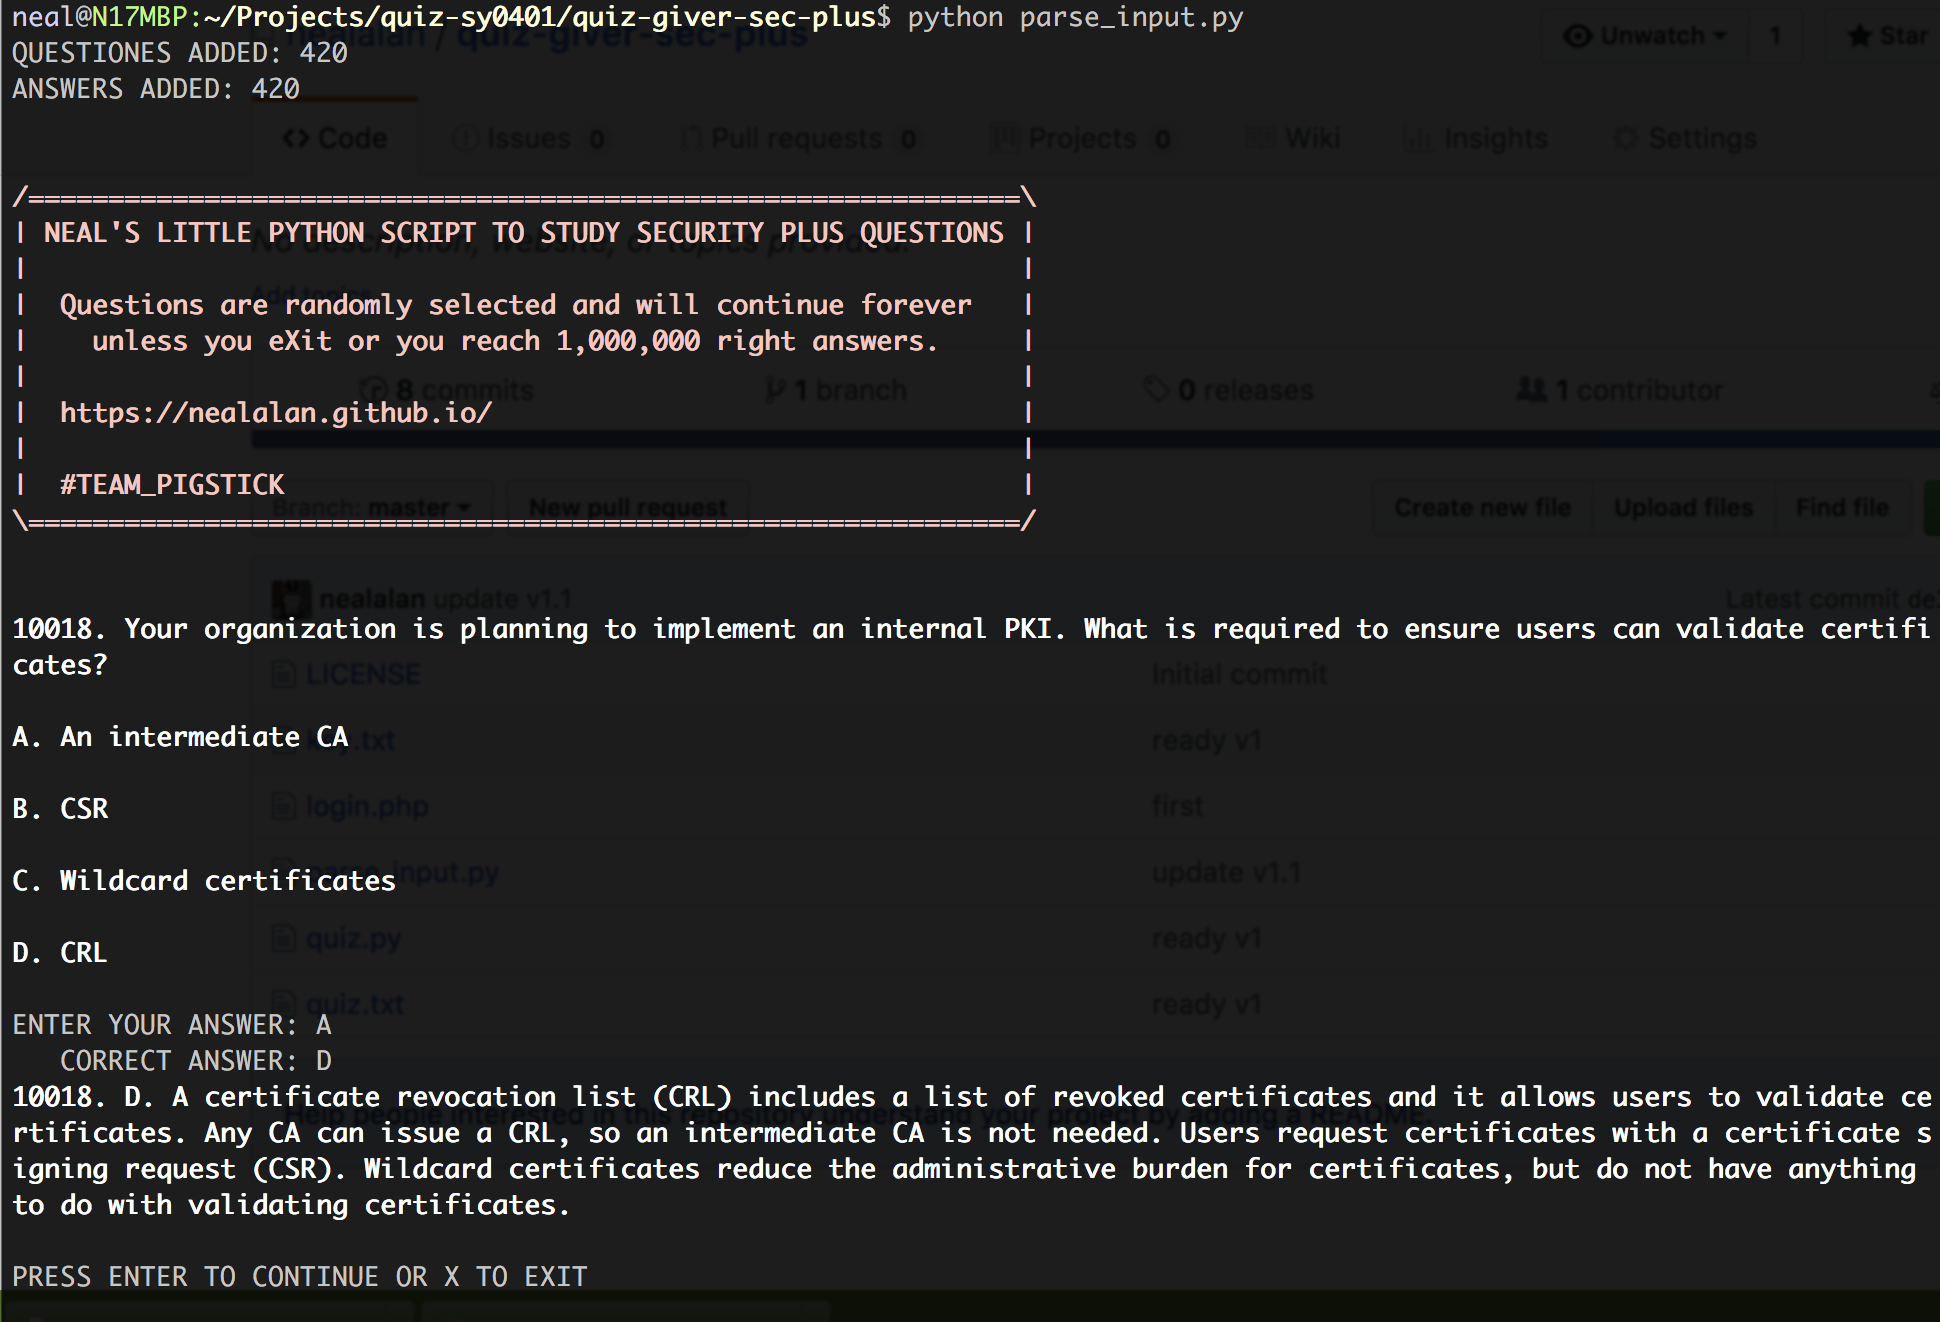 neal@N17MBP:~/Projects/quiz-sy0401/quiz-giver-sec-plus$ python parse_input.py
nealalan / quiz-giver-sec-plus
Unwatch 1 Star
QUESTIONES ADDED: 420
ANSWERS ADDED: 420
<> Code Issues 0 Pull requests 0 Projects 0 Wiki Insights Settings
/==============================================================\
| NEAL'S LITTLE PYTHON SCRIPT TO STUDY SECURITY PLUS QUESTIONS |
No description, website, or topics provided.
| |
| Questions are randomly selected and will continue forever |
Add topics
| unless you eXit or you reach 1,000,000 right answers. |
| |
8 commits 1 branch 0 releases 1 contributor
| https://nealalan.github.io/ |
| |
| #TEAM_PIGSTICK |
Branch: master New pull request Create new file Upload files Find file
\==============================================================/
nealalan update v1.1 Latest commit
10018. Your organization is planning to implement an internal PKI. What is required to ensure users can validate certifi
cates?
LICENSE Initial commit
A. An intermediate CA
key.txt ready v1
B. CSR
login.php first
C. Wildcard certificates
parse_input.py update v1.1
D. CRL
quiz.py ready v1
quiz.txt ready v1
ENTER YOUR ANSWER: A
CORRECT ANSWER: D
10018. D. A certificate revocation list (CRL) includes a list of revoked certificates and it allows users to validate ce
Help people interested in this repository understand your project by adding a README.
rtificates. Any CA can issue a CRL, so an intermediate CA is not needed. Users request certificates with a certificate s
igning request (CSR). Wildcard certificates reduce the administrative burden for certificates, but do not have anything
to do with validating certificates.
PRESS ENTER TO CONTINUE OR X TO EXIT